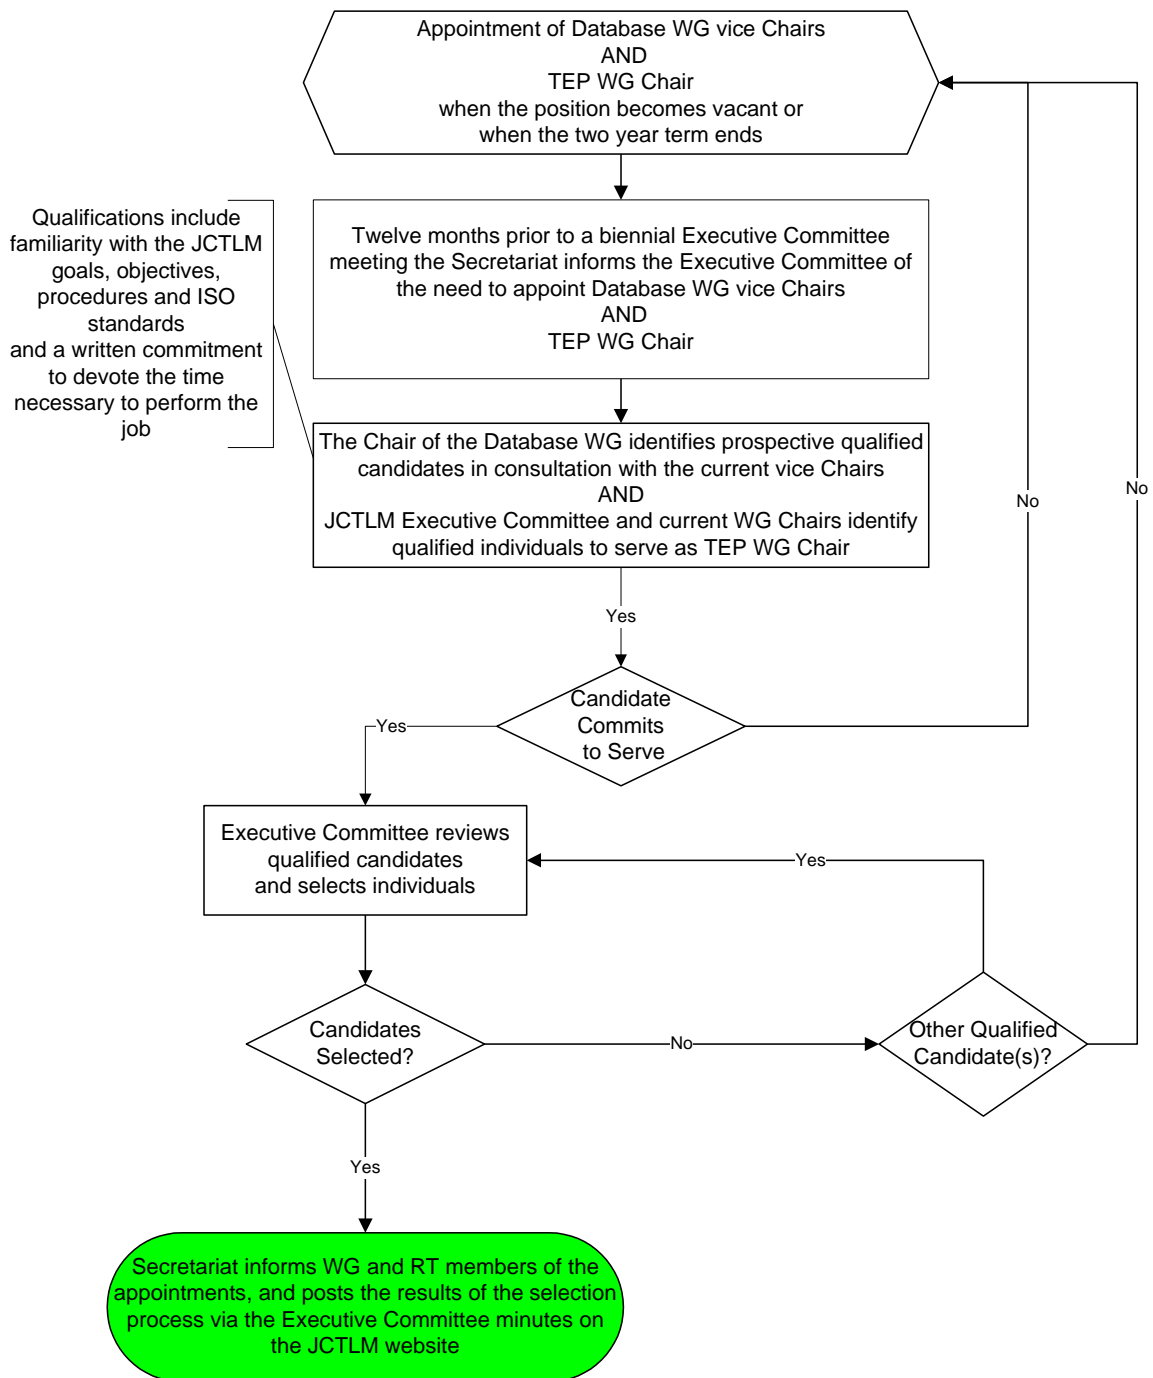 Appointment of Database WG vice Chairs
AND
TEP WG Chair
when the position becomes vacant or
when the two year term ends
Qualifications include
familiarity with the JCTLM
goals, objectives,
procedures and ISO
standards
and a written commitment
to devote the time
necessary to perform the
job
Twelve months prior to a biennial Executive Committee
meeting the Secretariat informs the Executive Committee of
the need to appoint Database WG vice Chairs
AND
TEP WG Chair
The Chair of the Database WG identifies prospective qualified
candidates in consultation with the current vice Chairs
AND
JCTLM Executive Committee and current WG Chairs identify
qualified individuals to serve as TEP WG Chair
No
No
Yes
Candidate
Commits
to Serve
Yes
Executive Committee reviews
qualified candidates
and selects individuals
Yes
Candidates
Selected?
No
Other Qualified
Candidate(s)?
Yes
Secretariat informs WG and RT members of the
appointments, and posts the results of the selection
process via the Executive Committee minutes on
the JCTLM website